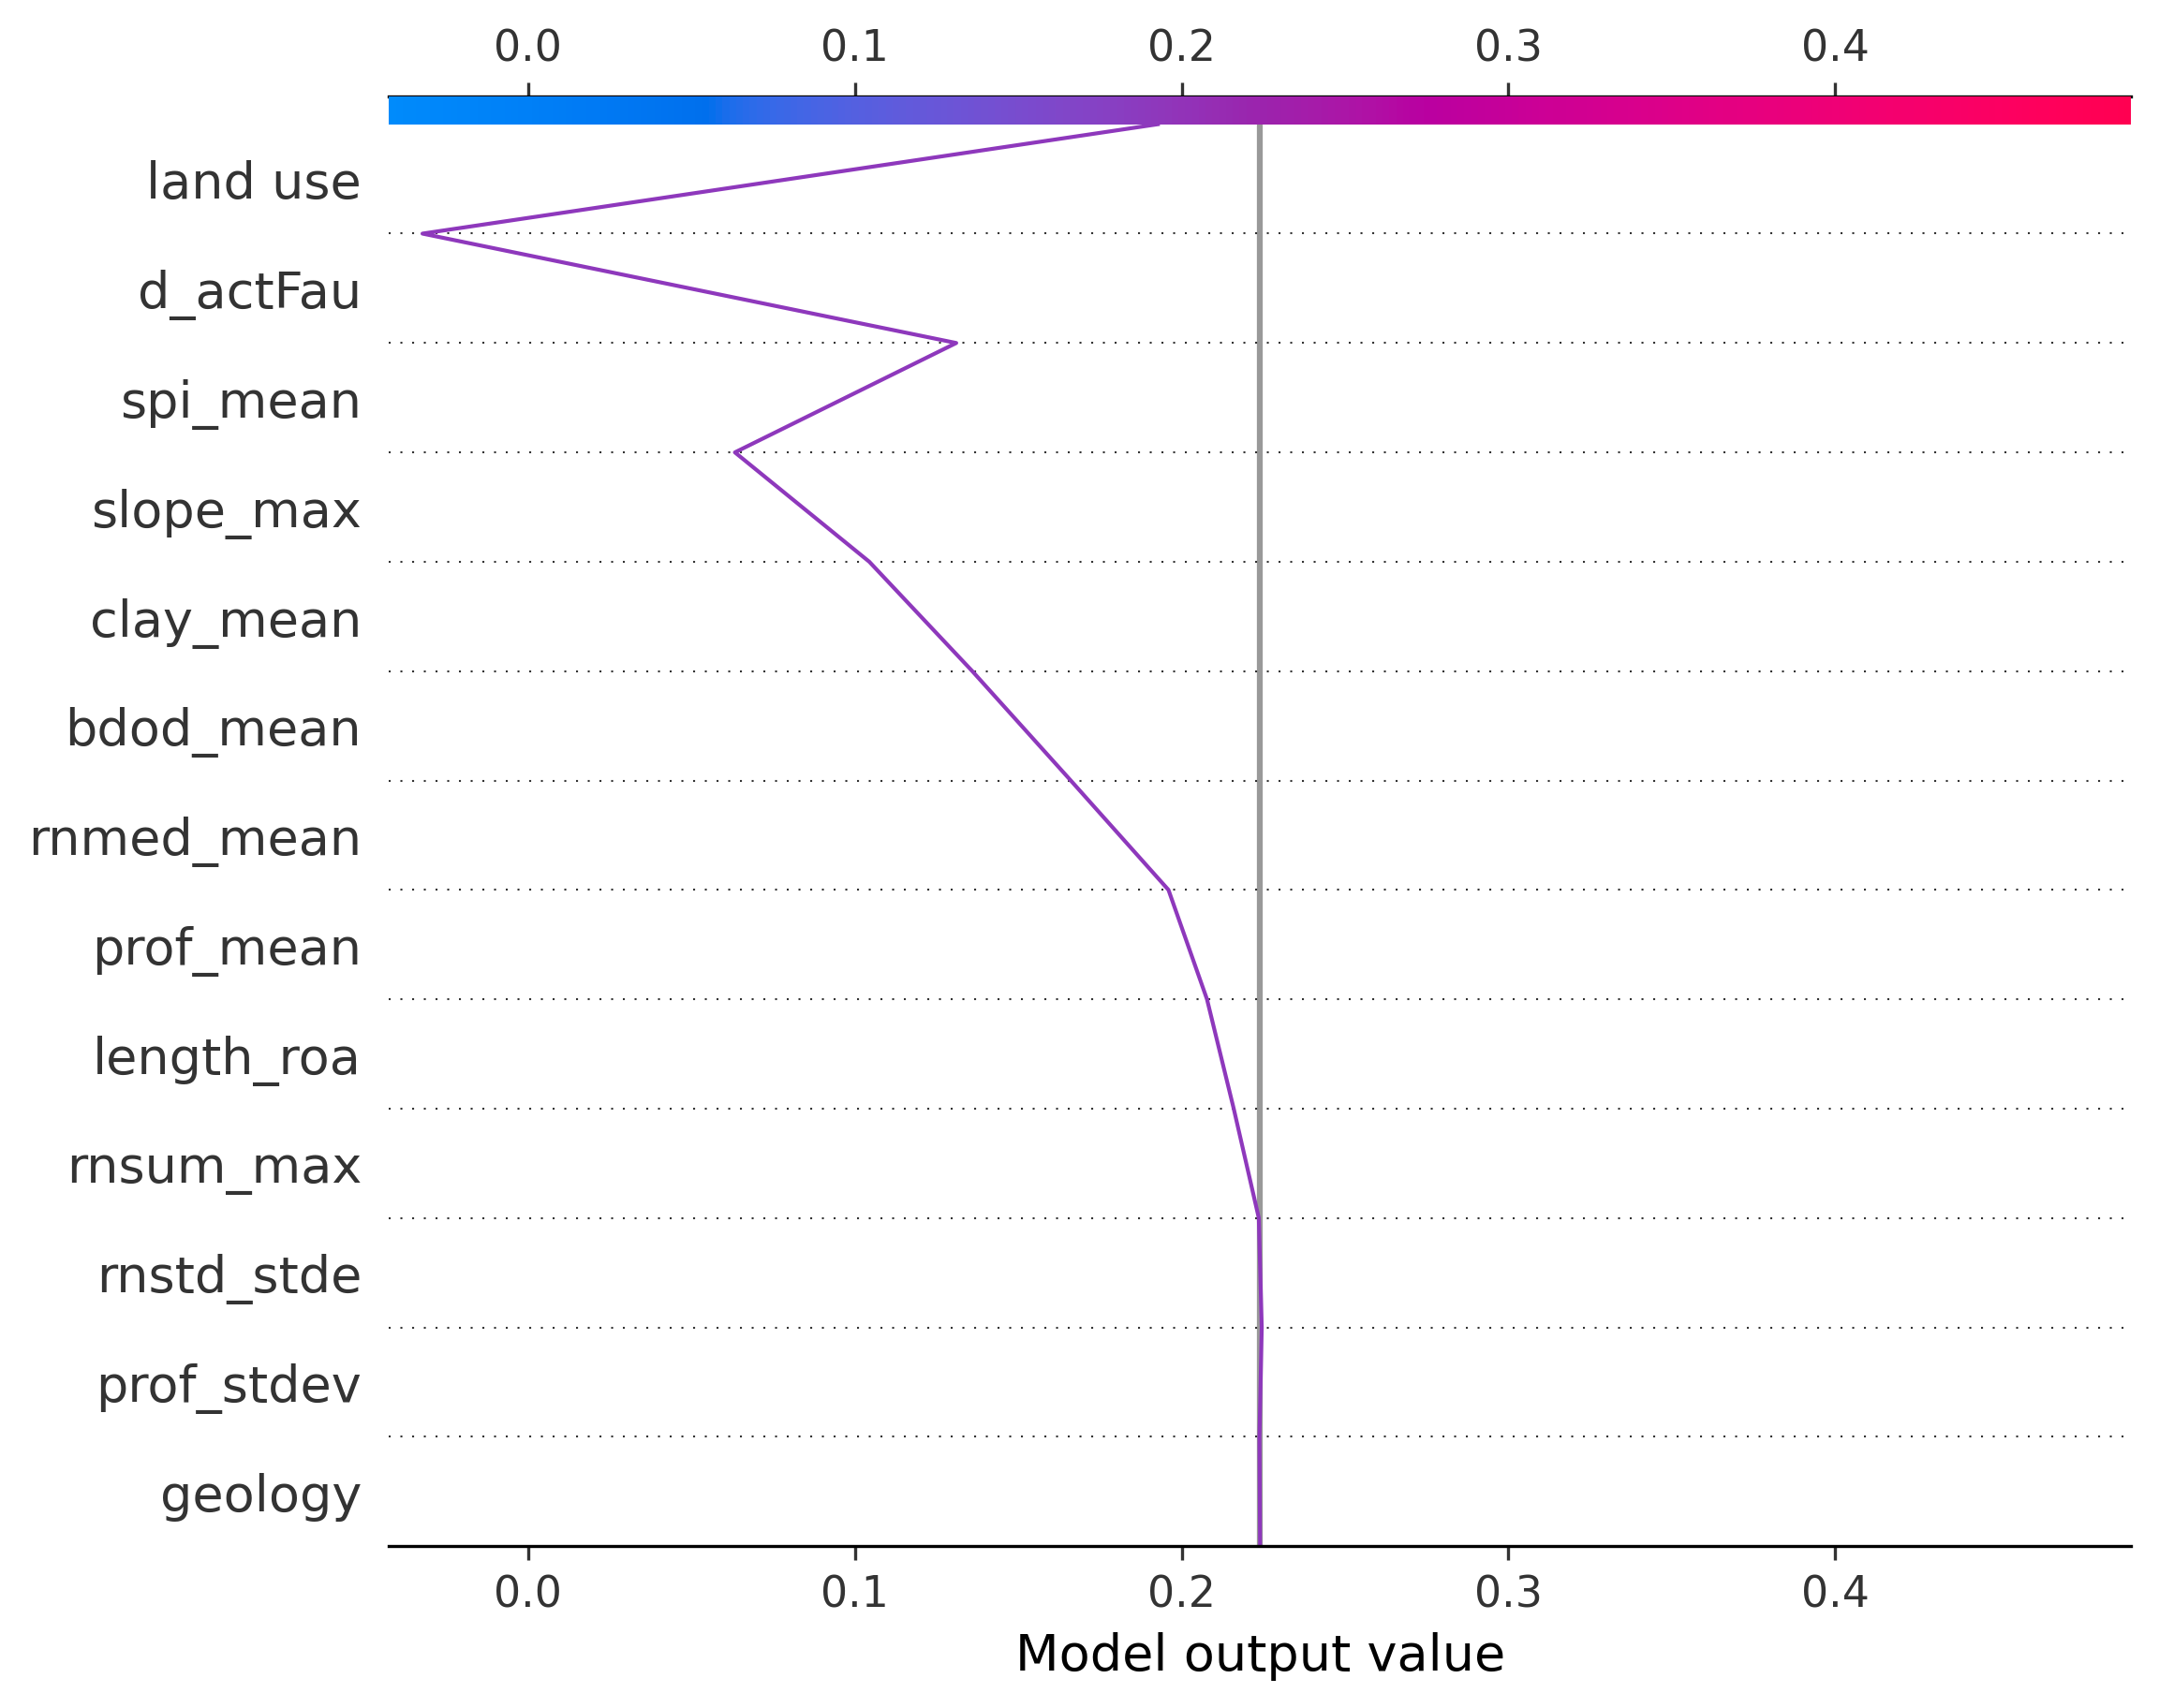 0.0 0.1 0.2 0.3 0.4
land use
d_actFau
spi_mean
slope_max
clay_mean
bdod_mean
rnmed_mean
prof_mean
length_roa
rnsum_max
rnstd_stde
prof_stdev
geology
0.0 0.1 0.2 0.3 0.4
Model output value